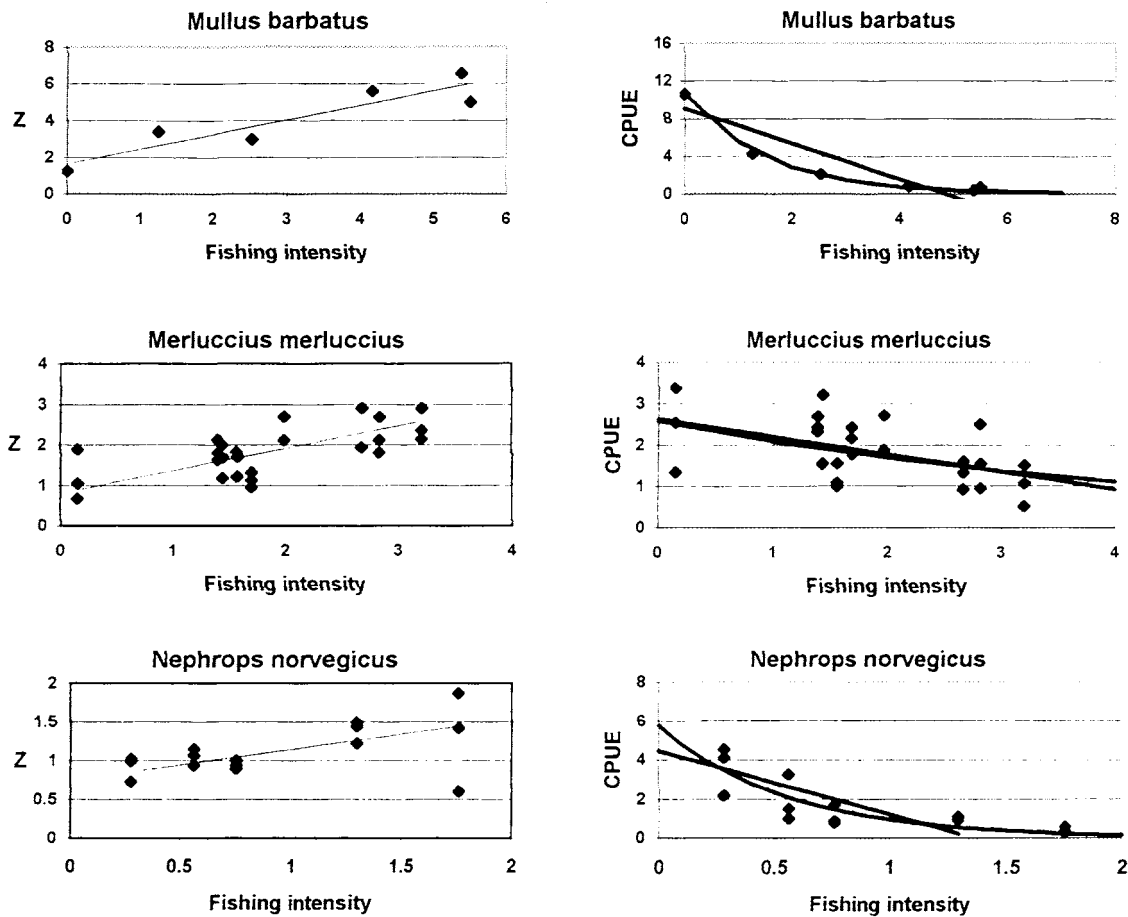 Mullus barbatus
8
6
4
2
0
Z
0 1 2 3 4 5 6
Fishing intensity
Mullus barbatus
16
12
8
4
0
CPUE
0 2 4 6 8
Fishing intensity
Merluccius merluccius
4
3
2
1
0
Z
0 1 2 3 4
Fishing intensity
Merluccius merluccius
4
3
2
1
0
CPUE
0 1 2 3 4
Fishing intensity
Nephrops norvegicus
2
1.5
1
0.5
0
Z
0 0.5 1 1.5 2
Fishing intensity
Nephrops norvegicus
8
6
4
2
0
CPUE
0 0.5 1 1.5 2
Fishing intensity